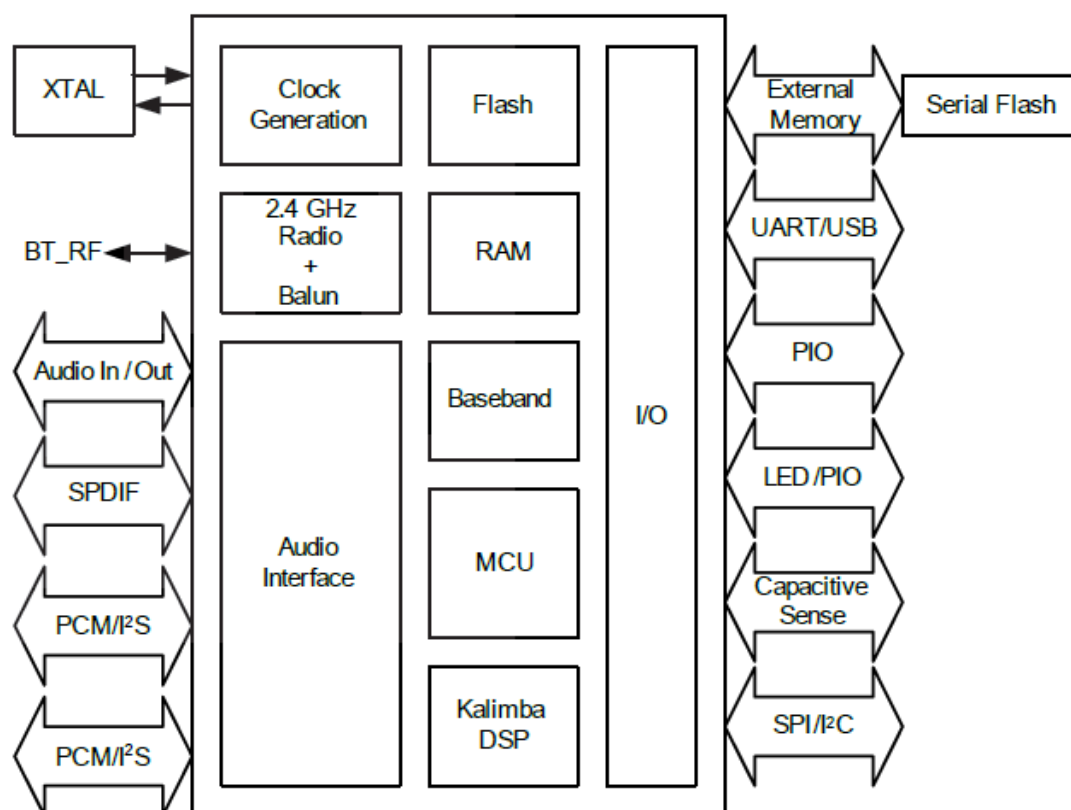 XTAL
Clock
Generation
Flash
External
Memory
Serial Flash
BT_RF
2.4 GHz
Radio
+
Balun
RAM
UART/USB
Audio In / Out
Baseband
I/O
PIO
SPDIF
Audio
Interface
MCU
LED /PIO
PCM/I²S
Capacitive
Sense
PCM/I²S
Kalimba
DSP
SPI/I²C